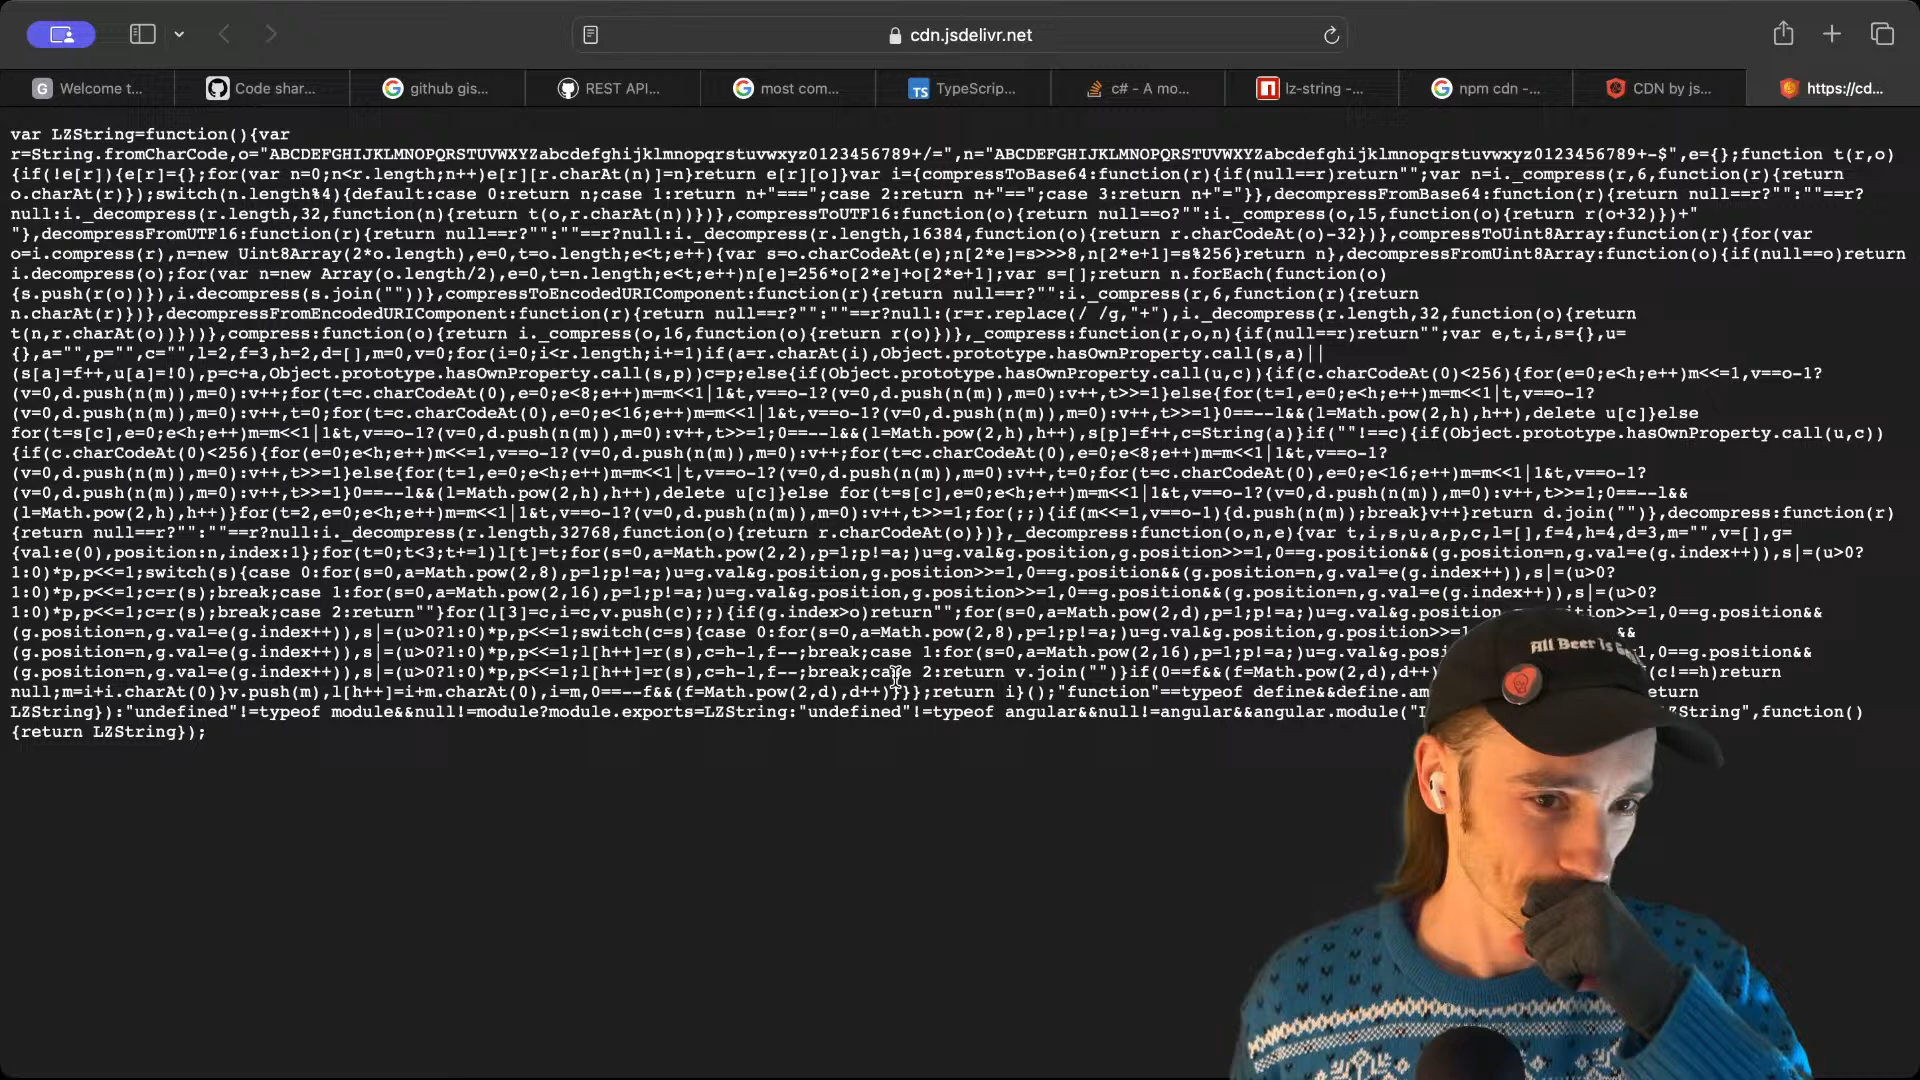 cdn.jsdelivr.net
Welcome t...
Code shar...
github gis...
REST API...
most com...
TypeScrip...
c# - A mo...
lz-string -...
npm cdn -...
CDN by js...
https://cd...
var LZString=function(){var
r=String.fromCharCode,o="ABCDEFGHIJKLMNOPQRSTUVWXYZabcdefghijklmnopqrstuvwxyz0123456789+/=",n="ABCDEFGHIJKLMNOPQRSTUVWXYZabcdefghijklmnopqrstuvwxyz0123456789+-$",e={};function t(r,o)
{if(!e[r]){e[r]={};for(var n=0;n<r.length;n++)e[r][r.charAt(n)]=n}return e[r][o]}var i={compressToBase64:function(r){if(null==r)return"";var n=i._compress(r,6,function(r){return
o.charAt(r)});switch(n.length%4){default:case 0:return n;case 1:return n+"===";case 2:return n+"==";case 3:return n+"="}},decompressFromBase64:function(r){return null==r?"":""==r?
null:i._decompress(r.length,32,function(n){return t(o,r.charAt(n))})},compressToUTF16:function(o){return null==o?"":i._compress(o,15,function(o){return r(o+32)})+"
"},decompressFromUTF16:function(r){return null==r?"":""==r?null:i._decompress(r.length,16384,function(o){return r.charCodeAt(o)-32})},compressToUint8Array:function(r){for(var
o=i.compress(r),n=new Uint8Array(2*o.length),e=0,t=o.length;e<t;e++){var s=o.charCodeAt(e);n[2*e]=s>>>8,n[2*e+1]=s%256}return n},decompressFromUint8Array:function(o){if(null==o)return
i.decompress(o);for(var n=new Array(o.length/2),e=0,t=n.length;e<t;e++)n[e]=256*o[2*e]+o[2*e+1];var s=[];return n.forEach(function(o)
{s.push(r(o))}),i.decompress(s.join(""))},compressToEncodedURIComponent:function(r){return null==r?"":i._compress(r,6,function(r){return
n.charAt(r)})},decompressFromEncodedURIComponent:function(r){return null==r?"":""==r?null:(r=r.replace(/ /g,"+"),i._decompress(r.length,32,function(o){return
t(n,r.charAt(o))}))},compress:function(o){return i._compress(o,16,function(o){return r(o)})},_compress:function(r,o,n){if(null==r)return"";var e,t,i,s={},u=
{},a="",p="",c="",l=2,f=3,h=2,d=[],m=0,v=0;for(i=0;i<r.length;i+=1)if(a=r.charAt(i),Object.prototype.hasOwnProperty.call(s,a)||
(s[a]=f++,u[a]=!0),p=c+a,Object.prototype.hasOwnProperty.call(s,p))c=p;else{if(Object.prototype.hasOwnProperty.call(u,c)){if(c.charCodeAt(0)<256){for(e=0;e<h;e++)m<<=1,v==o-1?
(v=0,d.push(n(m)),m=0):v++;for(t=c.charCodeAt(0),e=0;e<8;e++)m=m<<1|1&t,v==o-1?(v=0,d.push(n(m)),m=0):v++,t>>=1}else{for(t=1,e=0;e<h;e++)m=m<<1|t,v==o-1?
(v=0,d.push(n(m)),m=0):v++,t=0;for(t=c.charCodeAt(0),e=0;e<16;e++)m=m<<1|1&t,v==o-1?(v=0,d.push(n(m)),m=0):v++,t>>=1}0==--l&&(l=Math.pow(2,h),h++),delete u[c]}else
for(t=s[c],e=0;e<h;e++)m=m<<1|1&t,v==o-1?(v=0,d.push(n(m)),m=0):v++,t>>=1;0==--l&&(l=Math.pow(2,h),h++),s[p]=f++,c=String(a)}if(""!==c){if(Object.prototype.hasOwnProperty.call(u,c))
{if(c.charCodeAt(0)<256){for(e=0;e<h;e++)m<<=1,v==o-1?(v=0,d.push(n(m)),m=0):v++;for(t=c.charCodeAt(0),e=0;e<8;e++)m=m<<1|1&t,v==o-1?
(v=0,d.push(n(m)),m=0):v++,t>>=1}else{for(t=1,e=0;e<h;e++)m=m<<1|t,v==o-1?(v=0,d.push(n(m)),m=0):v++,t=0;for(t=c.charCodeAt(0),e=0;e<16;e++)m=m<<1|1&t,v==o-1?
(v=0,d.push(n(m)),m=0):v++,t>>=1}0==--l&&(l=Math.pow(2,h),h++),delete u[c]}else for(t=s[c],e=0;e<h;e++)m=m<<1|1&t,v==o-1?(v=0,d.push(n(m)),m=0):v++,t>>=1;0==--l&&
(l=Math.pow(2,h),h++)}for(t=2,e=0;e<h;e++)m=m<<1|1&t,v==o-1?(v=0,d.push(n(m)),m=0):v++,t>>=1;for(;;){if(m<<=1,v==o-1){d.push(n(m));break}v++}return d.join("")},decompress:function(r)
{return null==r?"":""==r?null:i._decompress(r.length,32768,function(o){return r.charCodeAt(o)})},_decompress:function(o,n,e){var t,i,s,u,a,p,c,l=[],f=4,h=4,d=3,m="",v=[],g=
{val:e(0),position:n,index:1};for(t=0;t<3;t+=1)l[t]=t;for(s=0,a=Math.pow(2,2),p=1;p!=a;)u=g.val&g.position,g.position>>=1,0==g.position&&(g.position=n,g.val=e(g.index++)),s|=(u>0?
1:0)*p,p<<=1;switch(s){case 0:for(s=0,a=Math.pow(2,8),p=1;p!=a;)u=g.val&g.position,g.position>>=1,0==g.position&&(g.position=n,g.val=e(g.index++)),s|=(u>0?
1:0)*p,p<<=1;c=r(s);break;case 1:for(s=0,a=Math.pow(2,16),p=1;p!=a;)u=g.val&g.position,g.position>>=1,0==g.position&&(g.position=n,g.val=e(g.index++)),s|=(u>0?
1:0)*p,p<<=1;c=r(s);break;case 2:return""}for(l[3]=c,i=c,v.push(c);;){if(g.index>o)return"";for(s=0,a=Math.pow(2,d),p=1;p!=a;)u=g.val&g.position,g.position>>=1,0==g.position&&
(g.position=n,g.val=e(g.index++)),s|=(u>0?1:0)*p,p<<=1;switch(c=s){case 0:for(s=0,a=Math.pow(2,8),p=1;p!=a;)u=g.val&g.position,g.position>>=1 &&
(g.position=n,g.val=e(g.index++)),s|=(u>0?1:0)*p,p<<=1;l[h++]=r(s),c=h-1,f--;break;case 1:for(s=0,a=Math.pow(2,16),p=1;p!=a;)u=g.val&g.pos 1,0==g.position&&
(g.position=n,g.val=e(g.index++)),s|=(u>0?1:0)*p,p<<=1;l[h++]=r(s),c=h-1,f--;break;case 2:return v.join("")}if(0==f&&(f=Math.pow(2,d),d++) (c!==h)return
null;m=i+i.charAt(0)}v.push(m),l[h++]=i+m.charAt(0),i=m,0==--f&&(f=Math.pow(2,d),d++)}}};return i}();"function"==typeof define&&define.am return
LZString}):"undefined"!=typeof module&&null!=module?module.exports=LZString:"undefined"!=typeof angular&&null!=angular&&angular.module(" ZString",function()
{return LZString});
All Beer is